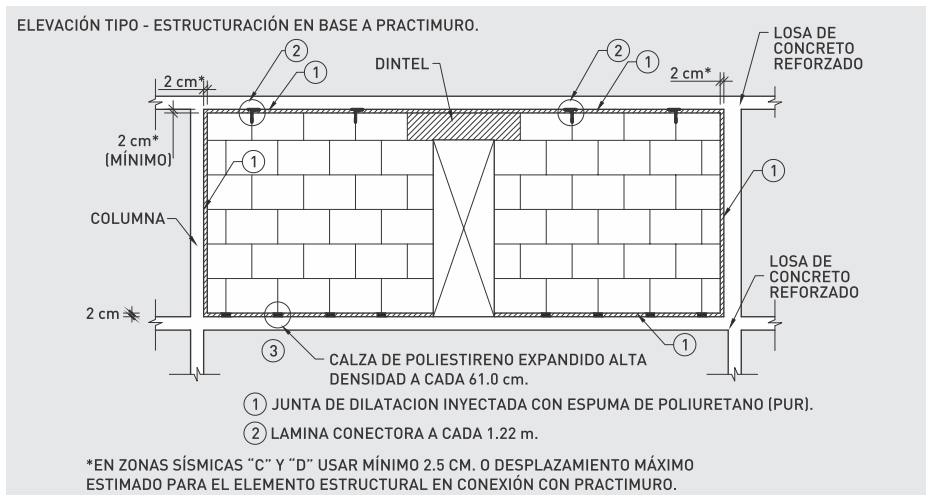 ELEVACIÓN TIPO - ESTRUCTURACIÓN EN BASE A PRACTIMURO.
2
1
DINTEL
2
1
LOSA DE
CONCRETO
REFORZADO
2 cm*
2 cm*
2 cm*
(MÍNIMO)
1
1
COLUMNA
LOSA DE
CONCRETO
REFORZADO
2 cm
3
1
CALZA DE POLIESTIRENO EXPANDIDO ALTA
DENSIDAD A CADA 61.0 cm.
1 JUNTA DE DILATACION INYECTADA CON ESPUMA DE POLIURETANO (PUR).
2 LAMINA CONECTORA A CADA 1.22 m.
*EN ZONAS SÍSMICAS “C” Y “D” USAR MÍNIMO 2.5 CM. O DESPLAZAMIENTO MÁXIMO
ESTIMADO PARA EL ELEMENTO ESTRUCTURAL EN CONEXIÓN CON PRACTIMURO.